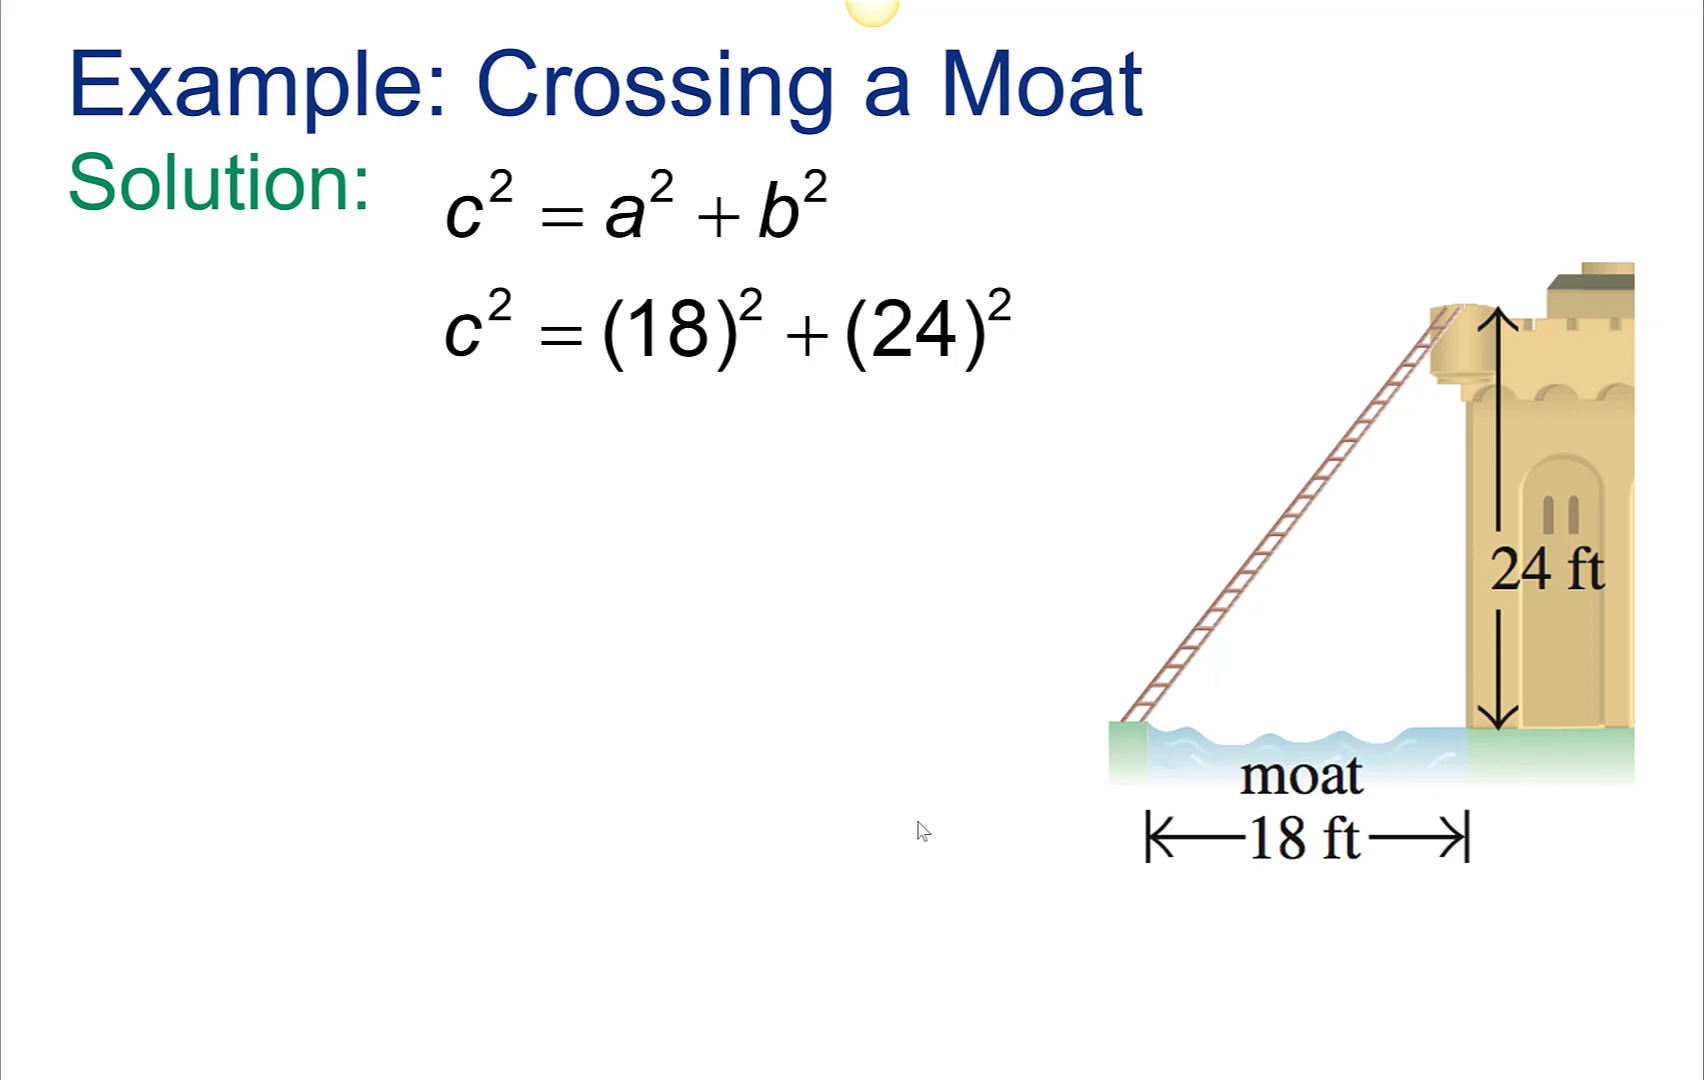 Example: Crossing a Moat
Solution:
c² = a² + b²
c² = (18)² + (24)²
24 ft
moat
18 ft